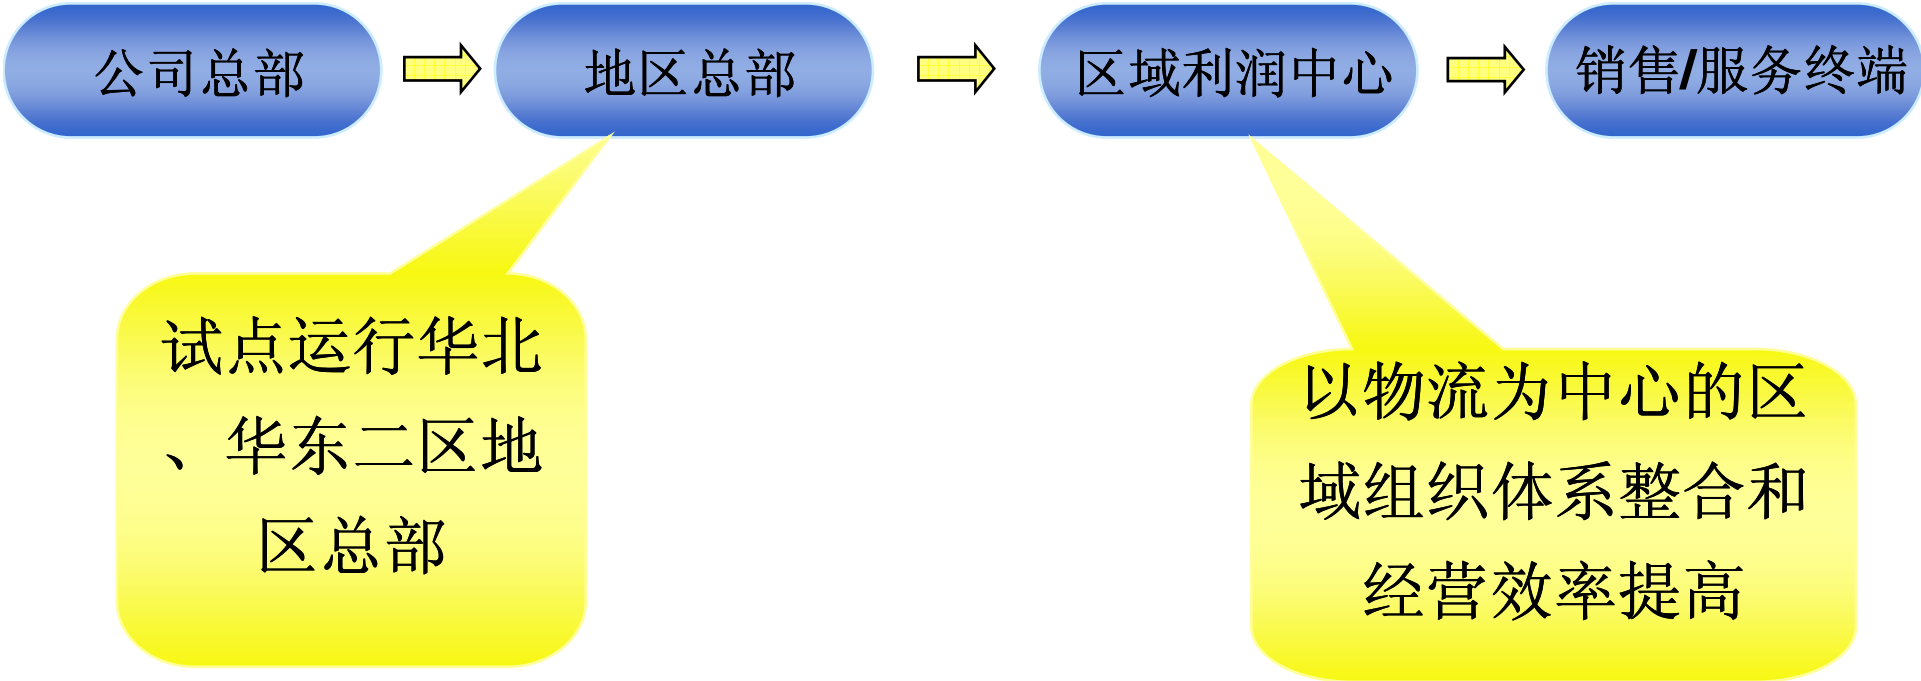 公司总部
地区总部
区域利润中心
销售/服务终端
试点运行华北
、华东二区地
区总部
以物流为中心的区
域组织体系整合和
经营效率提高